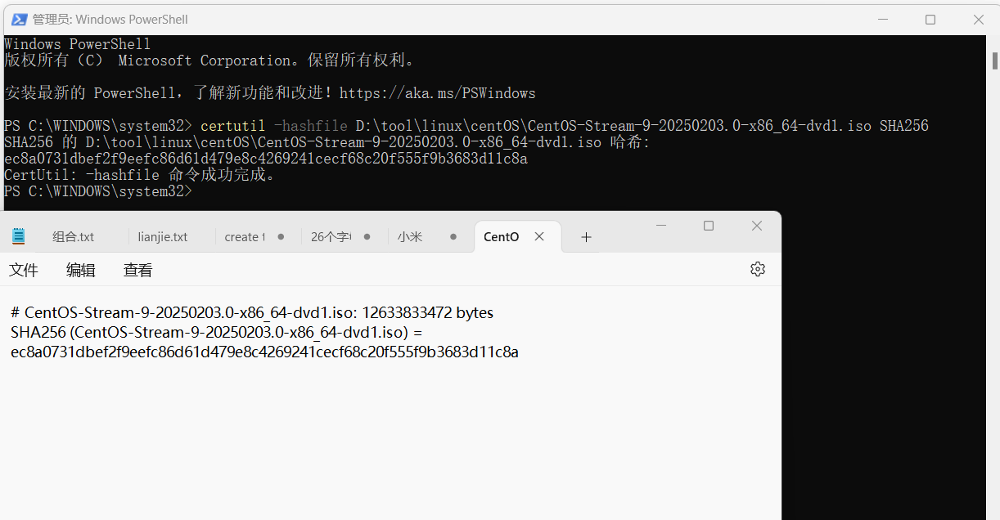 管理员: Windows PowerShell
Windows PowerShell
版权所有（C） Microsoft Corporation。保留所有权利。
安装最新的 PowerShell，了解新功能和改进！https://aka.ms/PSWindows
PS C:\WINDOWS\system32> certutil -hashfile D:\tool\linux\centOS\CentOS-Stream-9-20250203.0-x86_64-dvd1.iso SHA256
SHA256 的 D:\tool\linux\centOS\CentOS-Stream-9-20250203.0-x86_64-dvd1.iso 哈希:
ec8a0731dbef2f9eefc86d61d479e8c4269241cecf68c20f555f9b3683d11c8a
CertUtil: -hashfile 命令成功完成。
PS C:\WINDOWS\system32>
组合.txt lianjie.txt create 26个字 小米 CentO
文件 编辑 查看
# CentOS-Stream-9-20250203.0-x86_64-dvd1.iso: 12633833472 bytes
SHA256 (CentOS-Stream-9-20250203.0-x86_64-dvd1.iso) =
ec8a0731dbef2f9eefc86d61d479e8c4269241cecf68c20f555f9b3683d11c8a